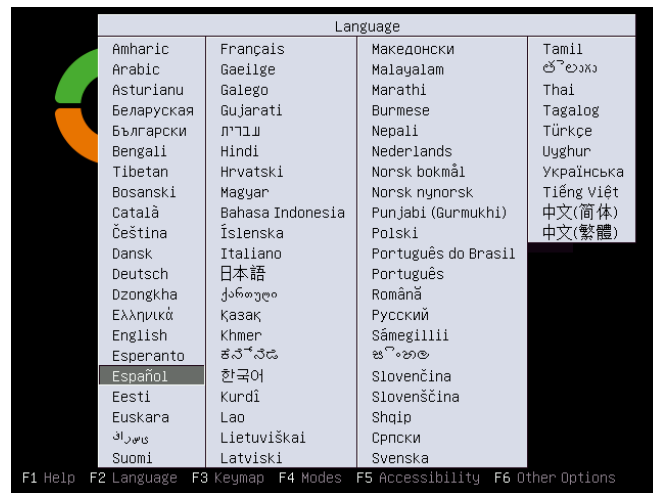 Language
Amharic
Arabic
Asturianu
Беларуская
Български
Bengali
Tibetan
Bosanski
Català
Čeština
Dansk
Deutsch
Dzongkha
Ελληνικά
English
Esperanto
Español
Eesti
Euskara
فارسی
Suomi
Français
Gaeilge
Galego
Gujarati
עברית
Hindi
Hrvatski
Magyar
Bahasa Indonesia
Íslenska
Italiano
日本語
ქართული
Қазақ
Khmer
ಕನ್ನಡ
한국어
Kurdî
Lao
Lietuviškai
Latviski
Македонски
Malayalam
Marathi
Burmese
Nepali
Nederlands
Norsk bokmål
Norsk nynorsk
Punjabi (Gurmukhi)
Polski
Português do Brasil
Português
Română
Русский
Sámegillii
සිංහල
Slovenčina
Slovenščina
Shqip
Српски
Svenska
Tamil
తెలుగు
Thai
Tagalog
Türkçe
Uyghur
Українська
Tiếng Việt
中文(简体)
中文(繁體)
F1 Help F2 Language F3 Keymap F4 Modes F5 Accessibility F6 Other Options